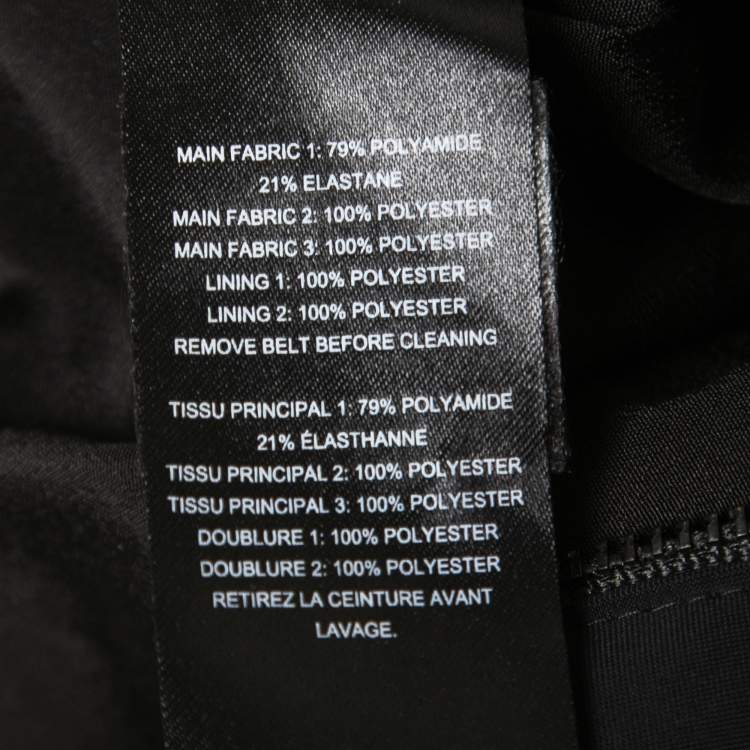 MAIN FABRIC 1: 79% POLYAMIDE
21% ELASTANE
MAIN FABRIC 2: 100% POLYESTER
MAIN FABRIC 3: 100% POLYESTER
LINING 1: 100% POLYESTER
LINING 2: 100% POLYESTER
REMOVE BELT BEFORE CLEANING
TISSU PRINCIPAL 1: 79% POLYAMIDE
21% ÉLASTHANNE
TISSU PRINCIPAL 2: 100% POLYESTER
TISSU PRINCIPAL 3: 100% POLYESTER
DOUBLURE 1: 100% POLYESTER
DOUBLURE 2: 100% POLYESTER
RETIREZ LA CEINTURE AVANT
LAVAGE.